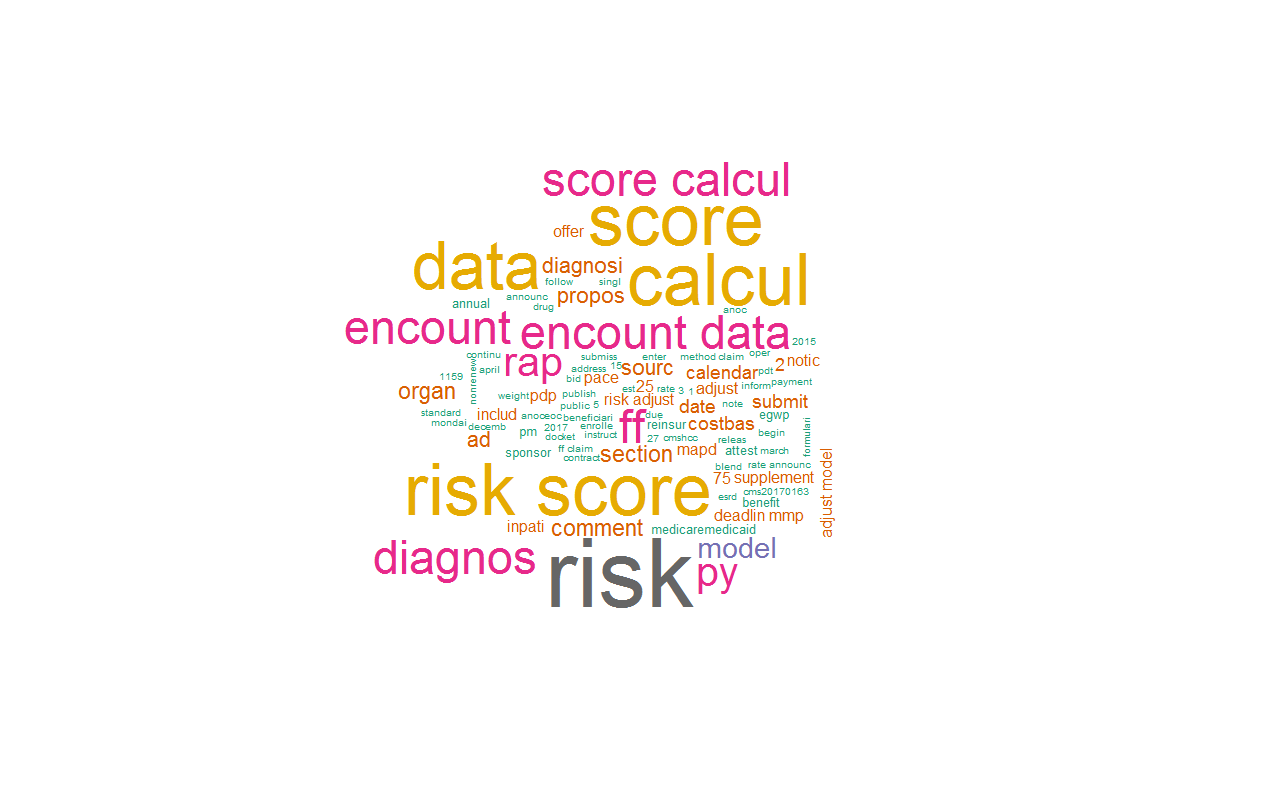 score calcul
score
offer
data
diagnosi
calcul
follow
singl
annual
announc
propos
drug
anoc
encount
encount data
2015
continu
rap
submiss
enter
method
claim
oper
notic
april
address
15
sourc
calendar
pdt
2
1159
nonrenew
bid
pace
organ
weight
pdp
publish
est
25
rate
3
1
adjust
inform
payment
risk adjust
standard
mondai
includ
anoceoc
public
5
beneficiari
due
date
note
submit
egwp
decemb
ad
pm
2017
enrolle
docket
instruct
ff
reinsur
costbas
begin
formulari
27
cmshcc
releas
sponsor
ff claim
contract
section
mapd
attest
march
blend
rate announc
adjust model
risk score
75
supplement
esrd
cms20170163
benefit
deadlin
mmp
inpati
comment
medicaremedicaid
diagnos
risk
model
py